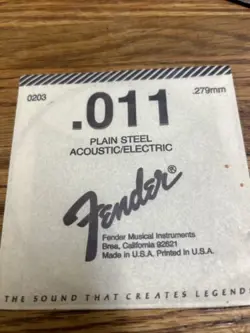 0203
.011
.279mm
PLAIN STEEL
ACOUSTIC/ELECTRIC
Fender®
Fender Musical Instruments
Brea, California 92621
Made in U.S.A. Printed in U.S.A.
THE SOUND THAT CREATES LEGENDS